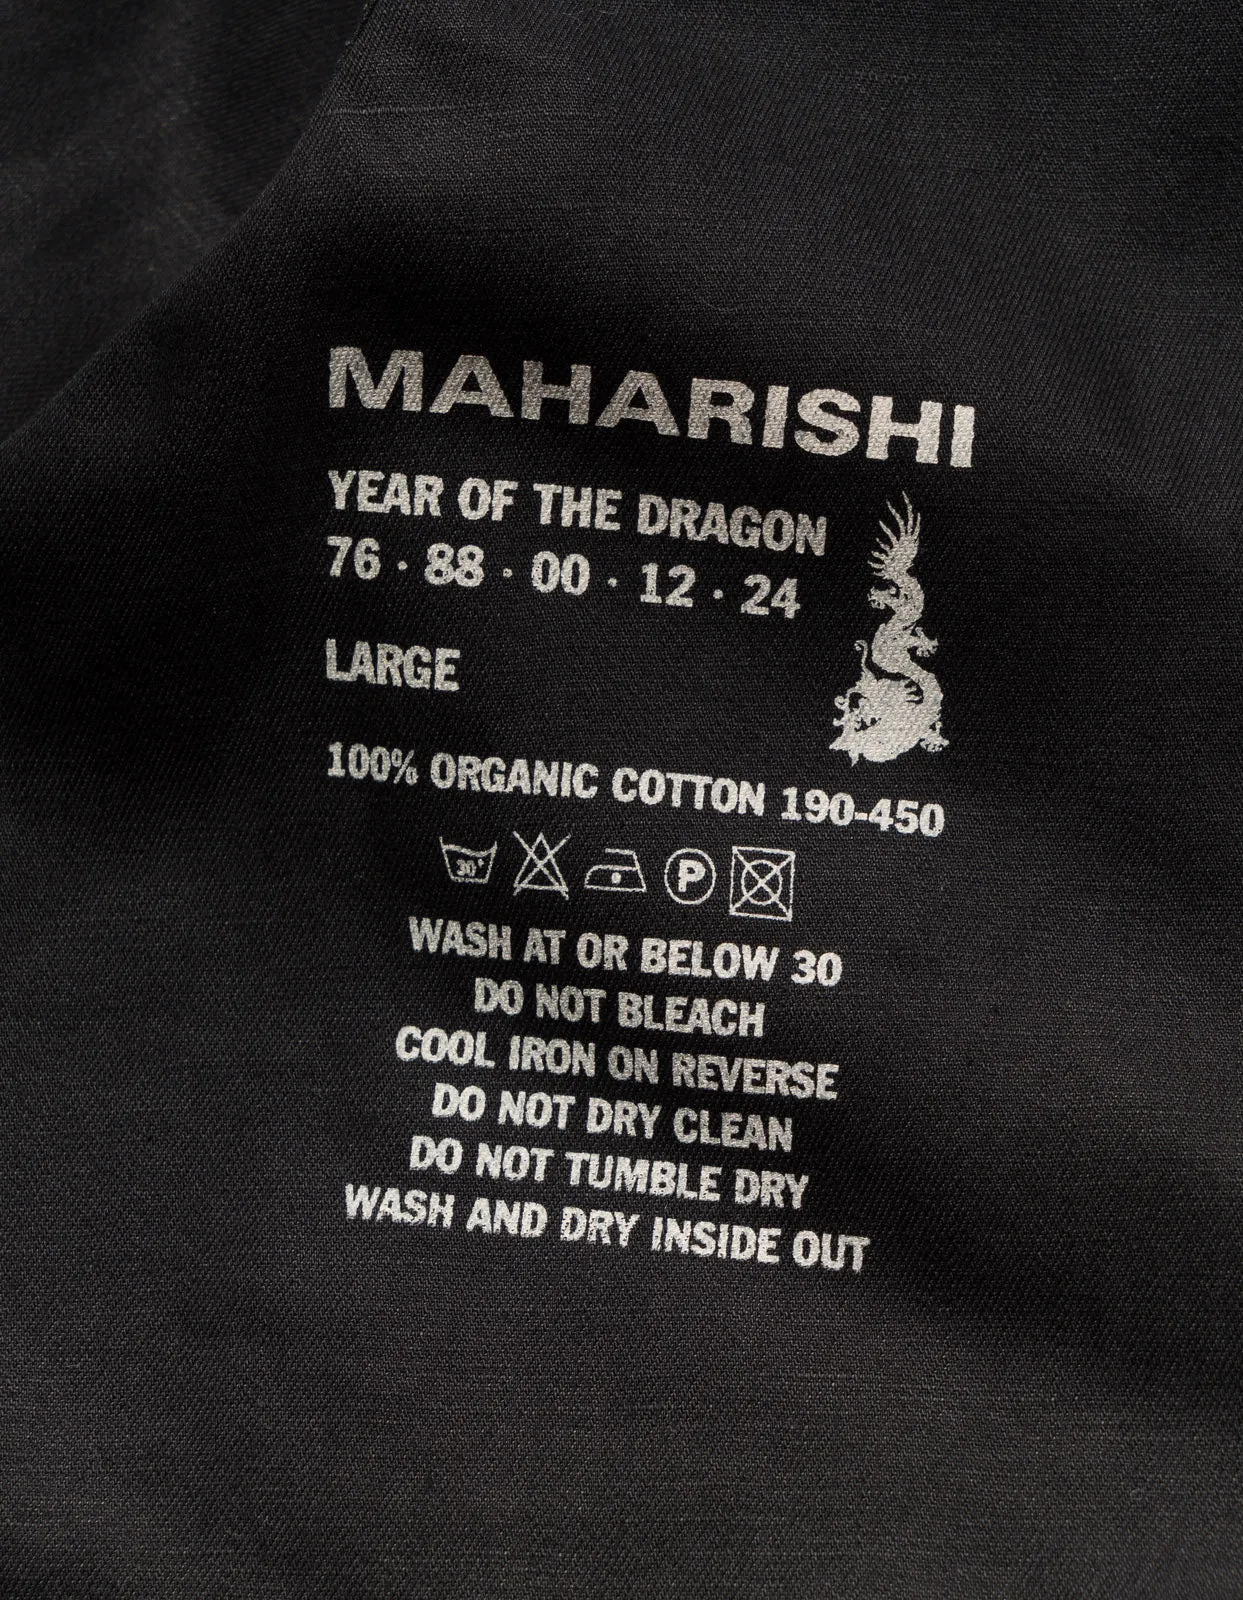 MAHARISHI
YEAR OF THE DRAGON
76 · 88 · 00 · 12 · 24
LARGE
100% ORGANIC COTTON 190-450
30° P
WASH AT OR BELOW 30
DO NOT BLEACH
COOL IRON ON REVERSE
DO NOT DRY CLEAN
DO NOT TUMBLE DRY
WASH AND DRY INSIDE OUT